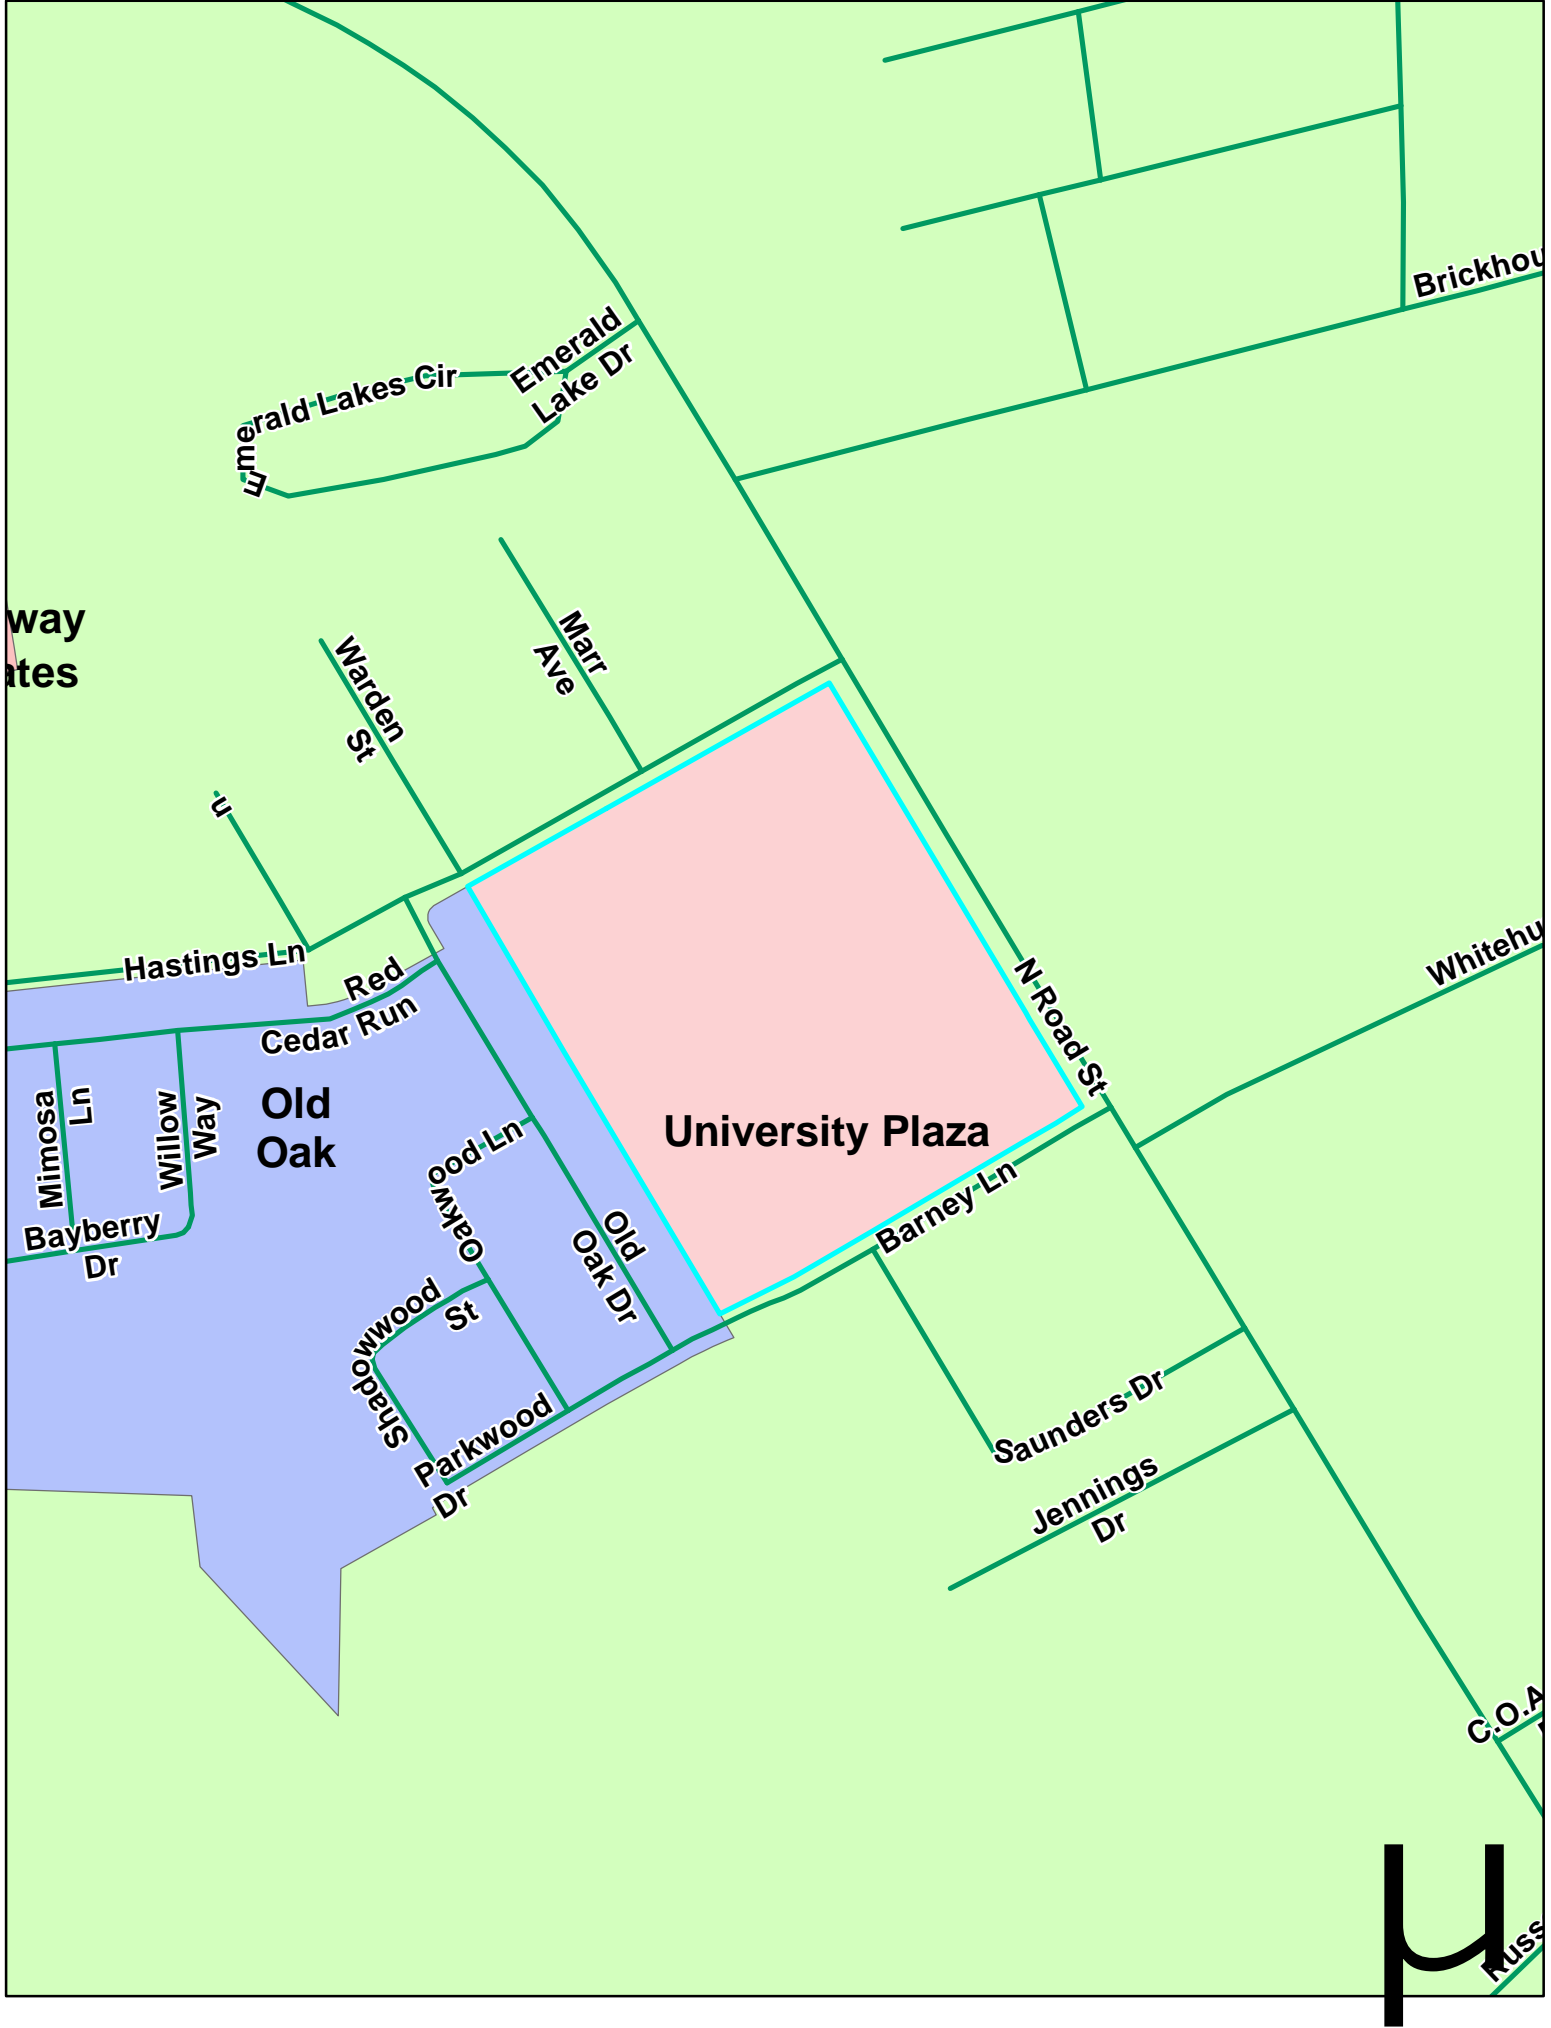 Brickhou
Emerald
Lake Dr
Emerald Lakes Cir
way
ates
Marr
Ave
Warden
St
u
Hastings Ln
Red
Cedar Run
N Road St
Whitehu
Mimosa
Ln
Willow
Way
Old
Oak
University Plaza
Oakwood Ln
Barney Ln
Bayberry
Dr
Old
Oak Dr
Shadowwood
St
Parkwood
Dr
Saunders Dr
Jennings
Dr
C.O.A
µ
Russ